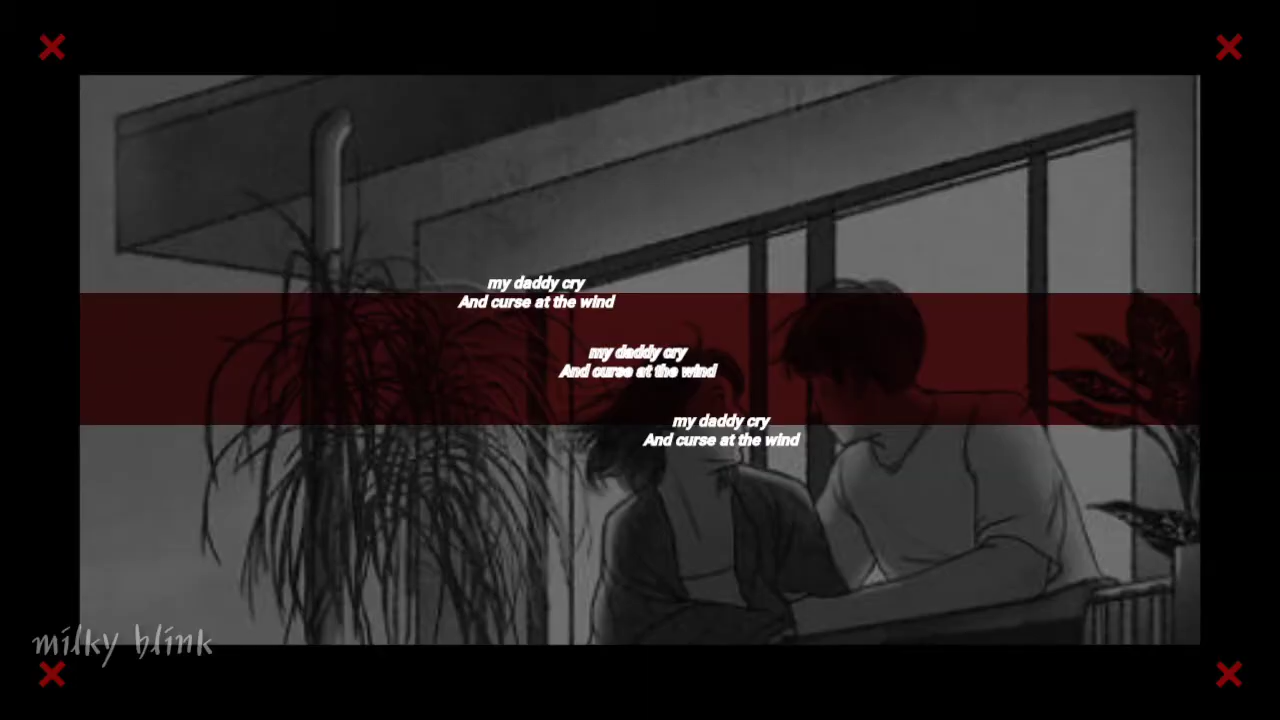 my daddy cry
And curse at the wind
my daddy cry
And curse at the wind
my daddy cry
And curse at the wind
milky blink